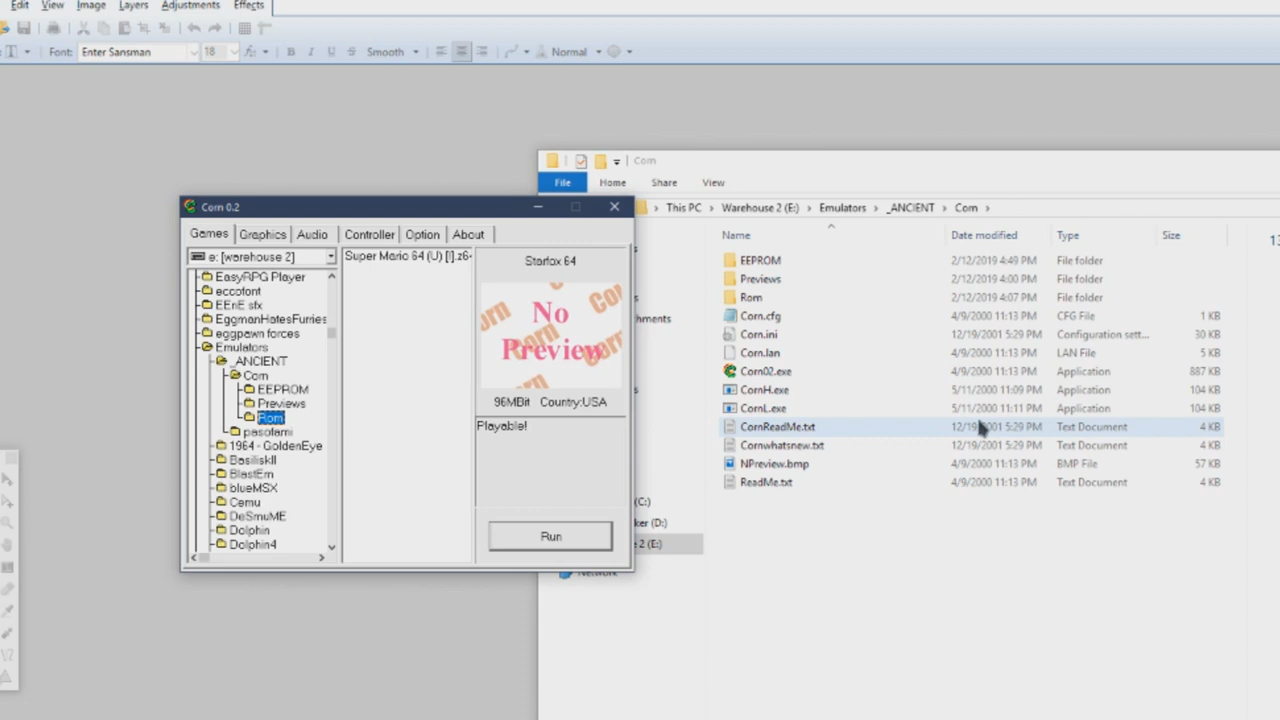 Edit View Image Layers Adjustments Effects
Font: Enter Sansman 18 B I U S Smooth Normal
Corn
File Home Share View
This PC Warehouse 2 (E:) Emulators _ANCIENT Corn
Name Date modified Type Size
EEPROM 2/12/2019 4:49 PM File folder
Previews 2/12/2019 4:00 PM File folder
Rom 2/12/2019 4:07 PM File folder
Corn.cfg 4/9/2000 11:13 PM CFG File 1 KB
Corn.ini 12/19/2001 5:29 PM Configuration sett... 30 KB
Corn.lan 4/9/2000 11:13 PM LAN File 5 KB
Corn02.exe 4/9/2000 11:13 PM Application 887 KB
CornH.exe 5/11/2000 11:09 PM Application 104 KB
CornL.exe 5/11/2000 11:11 PM Application 104 KB
CornReadMe.txt 12/19/2001 5:29 PM Text Document 4 KB
Cornwhatsnew.txt 12/19/2001 5:29 PM Text Document 4 KB
NPreview.bmp 4/9/2000 11:13 PM BMP File 57 KB
ReadMe.txt 4/9/2000 11:13 PM Text Document 4 KB
(C:)
(D:)
2 (E:)
Network
Corn 0.2
Games Graphics Audio Controller Option About
e: [warehouse 2]
EasyRPG Player
eccofont
EEnE sfx
EggmanHatesFurries
eggpawn forces
Emulators
_ANCIENT
Corn
EEPROM
Previews
Rom
pasofami
1964 - GoldenEye
BasiliskII
BlastEm
blueMSX
Cemu
DeSmuME
Dolphin
Dolphin4
Super Mario 64 (U) [!].z6
Starfox 64
No
Preview
96MBit Country:USA
Playable!
Run